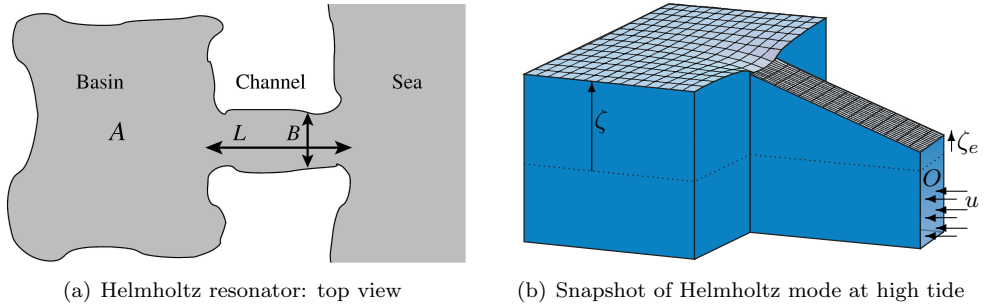 Basin
Channel
Sea
A
L
B
(a) Helmholtz resonator: top view
ζ
ζe
O
u
(b) Snapshot of Helmholtz mode at high tide